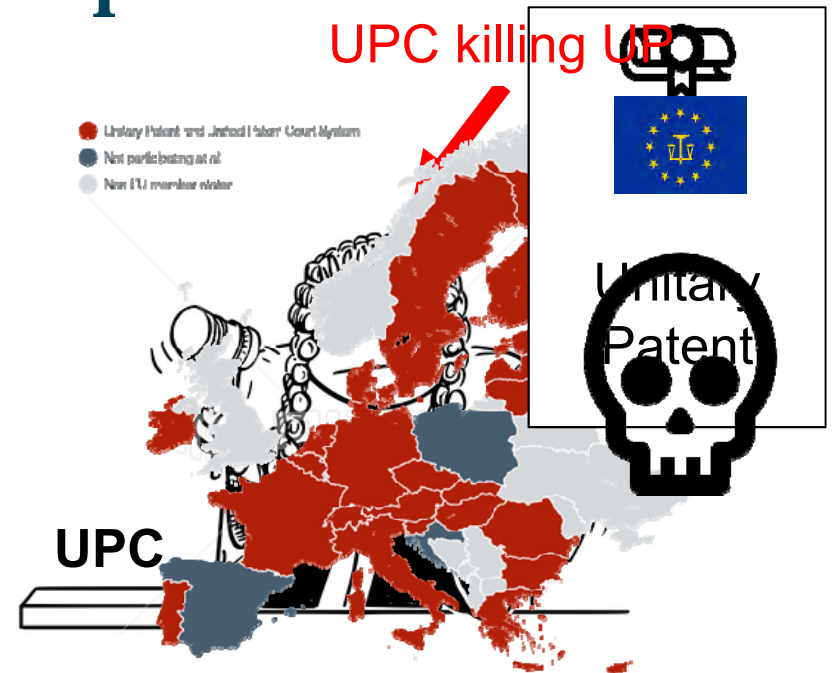 UPC killing UP
Unitary Patent and Unified Patent Court System
Not participating at all
Non EU member states
Unitary
Patent
UPC